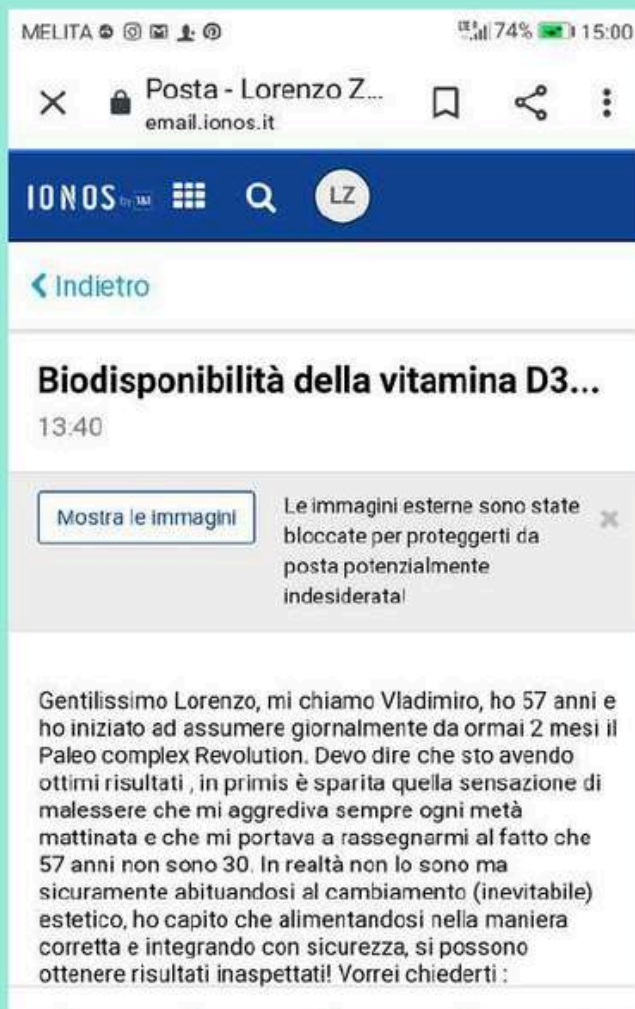 MELITA
74% 15:00
Posta - Lorenzo Z...
email.ionos.it
IONOS by 1&1
LZ
Indietro
Biodisponibilità della vitamina D3...
13:40
Mostra le immagini
Le immagini esterne sono state
bloccate per proteggerti da
posta potenzialmente
indesiderata!
Gentilissimo Lorenzo, mi chiamo Vladimiro, ho 57 anni e
ho iniziato ad assumere giornalmente da ormai 2 mesi il
Paleo complex Revolution. Devo dire che sto avendo
ottimi risultati , in primis è sparita quella sensazione di
malessere che mi aggrediva sempre ogni metà
mattinata e che mi portava a rassegnarmi al fatto che
57 anni non sono 30. In realtà non lo sono ma
sicuramente abituandosi al cambiamento (inevitabile)
estetico, ho capito che alimentandosi nella maniera
corretta e integrando con sicurezza, si possono
ottenere risultati inaspettati! Vorrei chiederti :